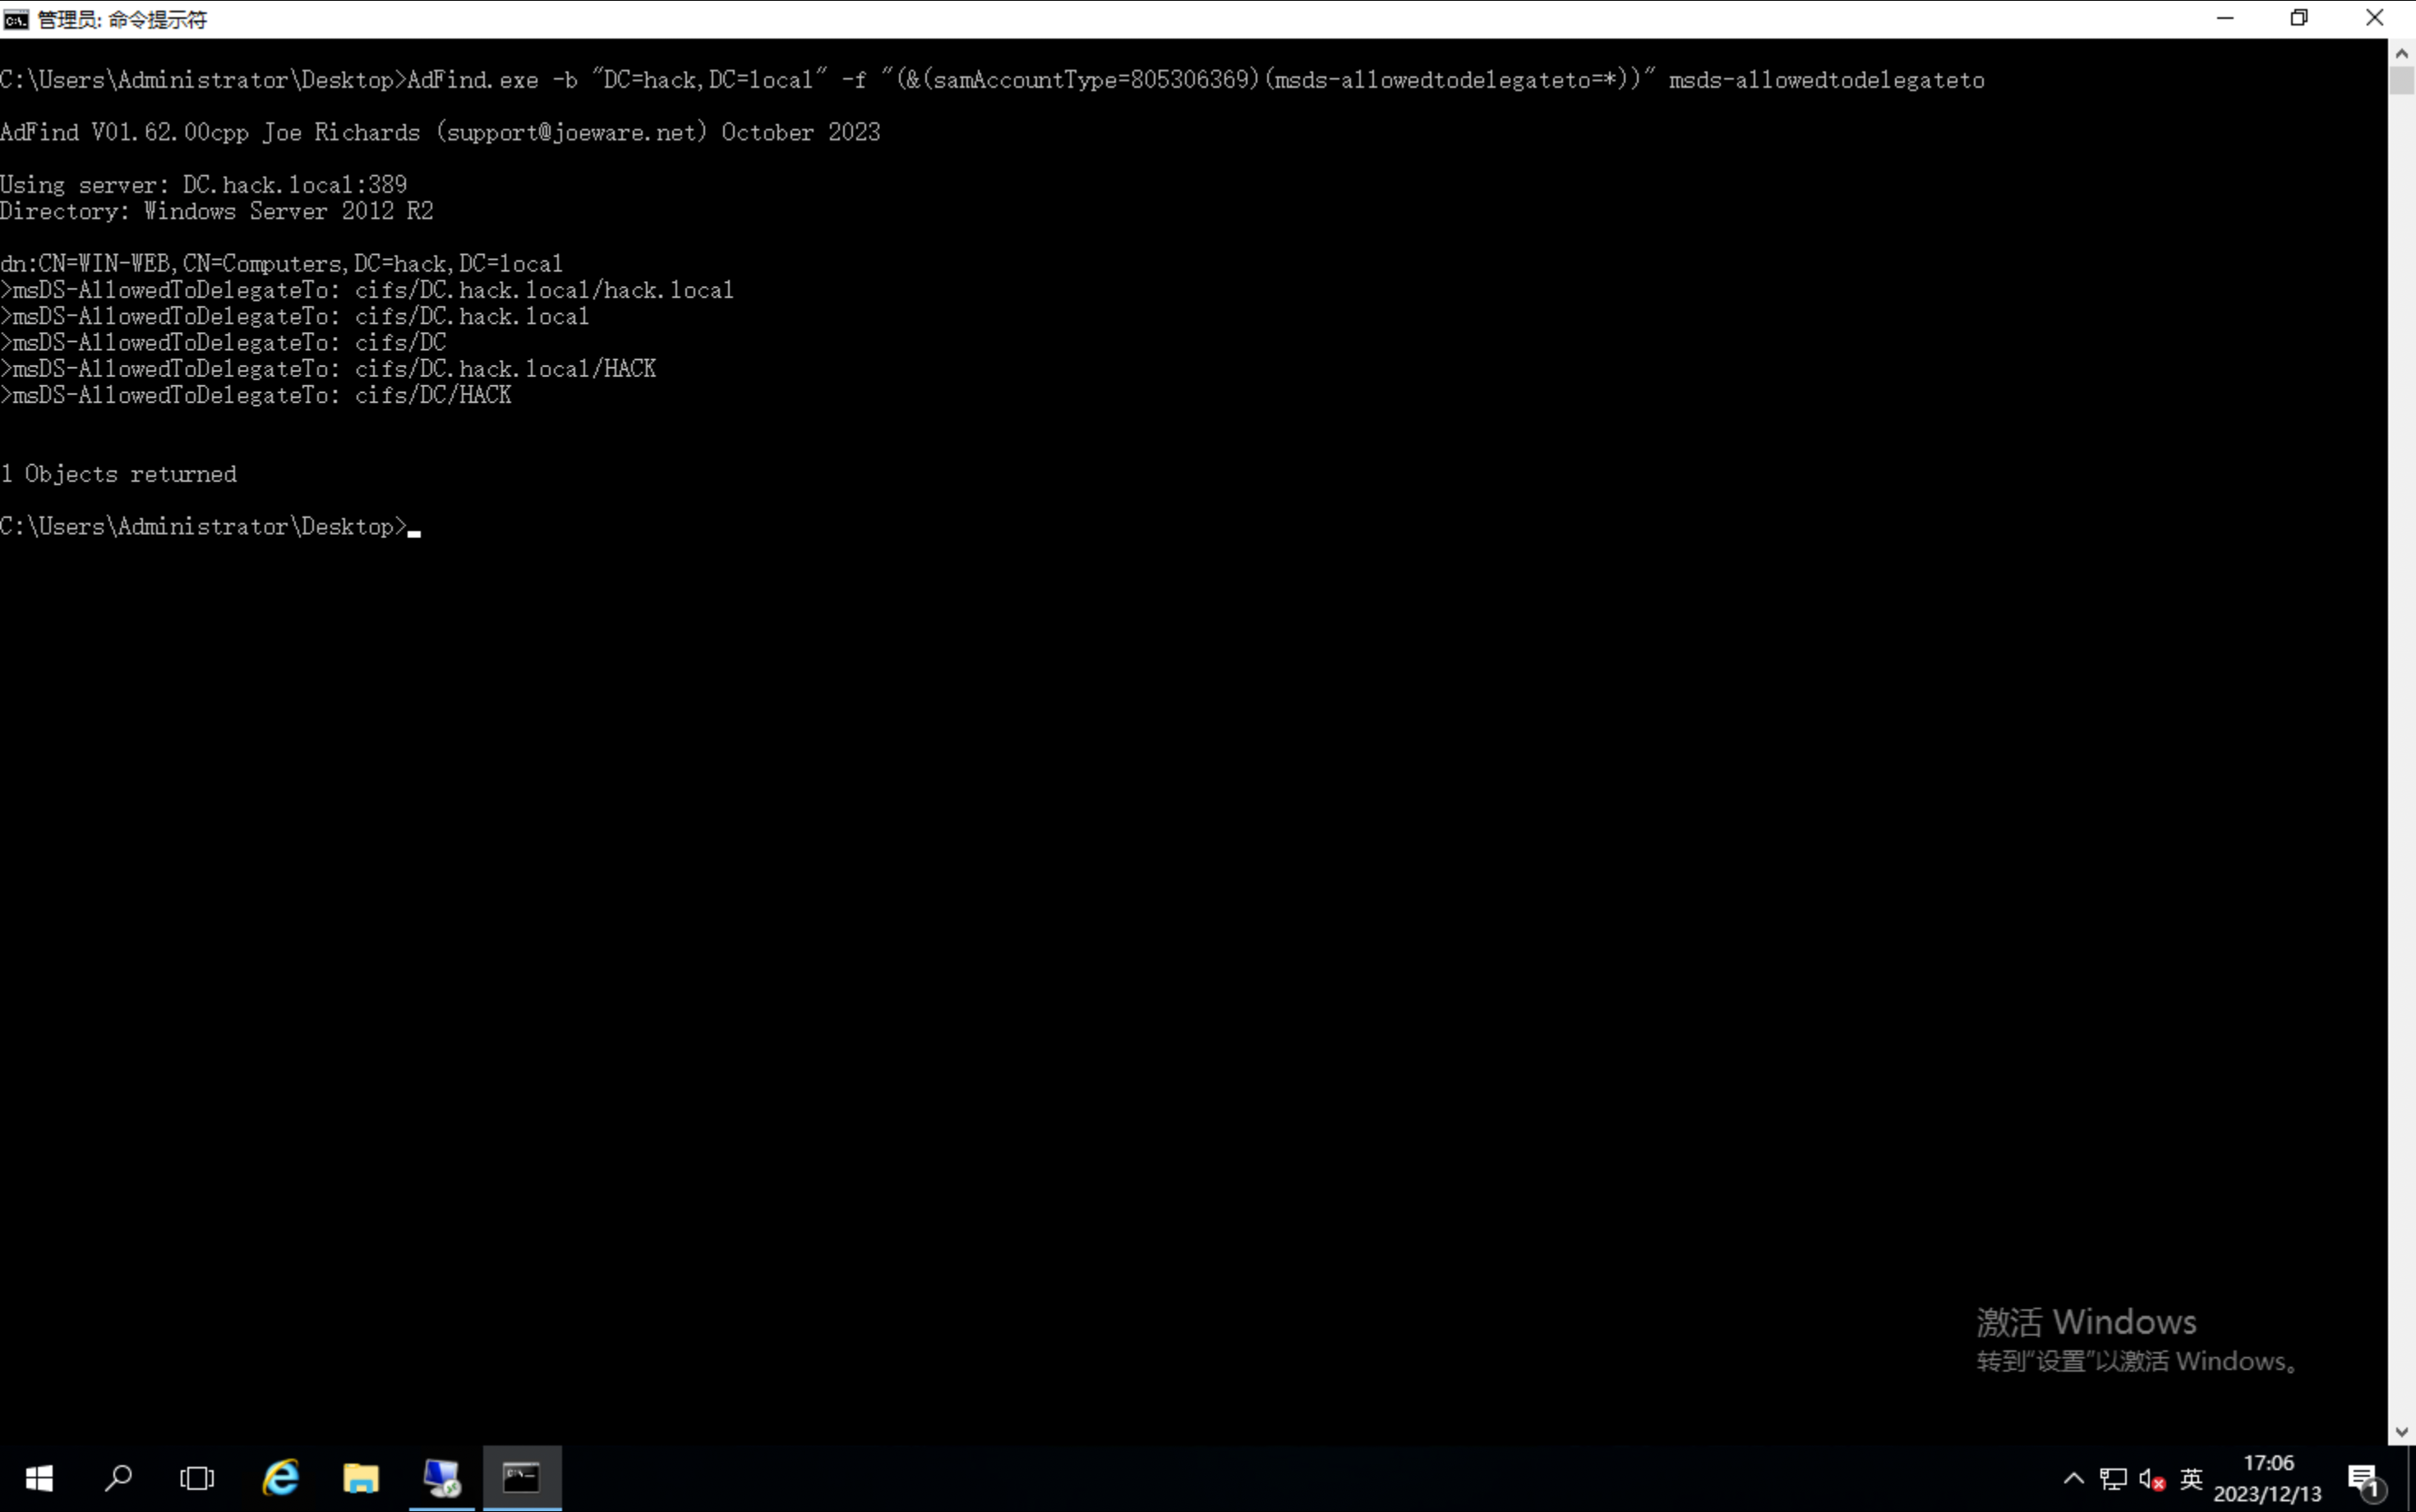 管理员: 命令提示符
C:\Users\Administrator\Desktop>AdFind.exe -b "DC=hack,DC=local" -f "(&(samAccountType=805306369)(msds-allowedtodelegateto=*))" msds-allowedtodelegateto
AdFind V01.62.00cpp Joe Richards (support@joeware.net) October 2023
Using server: DC.hack.local:389
Directory: Windows Server 2012 R2
dn:CN=WIN-WEB,CN=Computers,DC=hack,DC=local
>msDS-AllowedToDelegateTo: cifs/DC.hack.local/hack.local
>msDS-AllowedToDelegateTo: cifs/DC.hack.local
>msDS-AllowedToDelegateTo: cifs/DC
>msDS-AllowedToDelegateTo: cifs/DC.hack.local/HACK
>msDS-AllowedToDelegateTo: cifs/DC/HACK
1 Objects returned
C:\Users\Administrator\Desktop>
激活 Windows
转到"设置"以激活 Windows。
英
17:06
2023/12/13
1